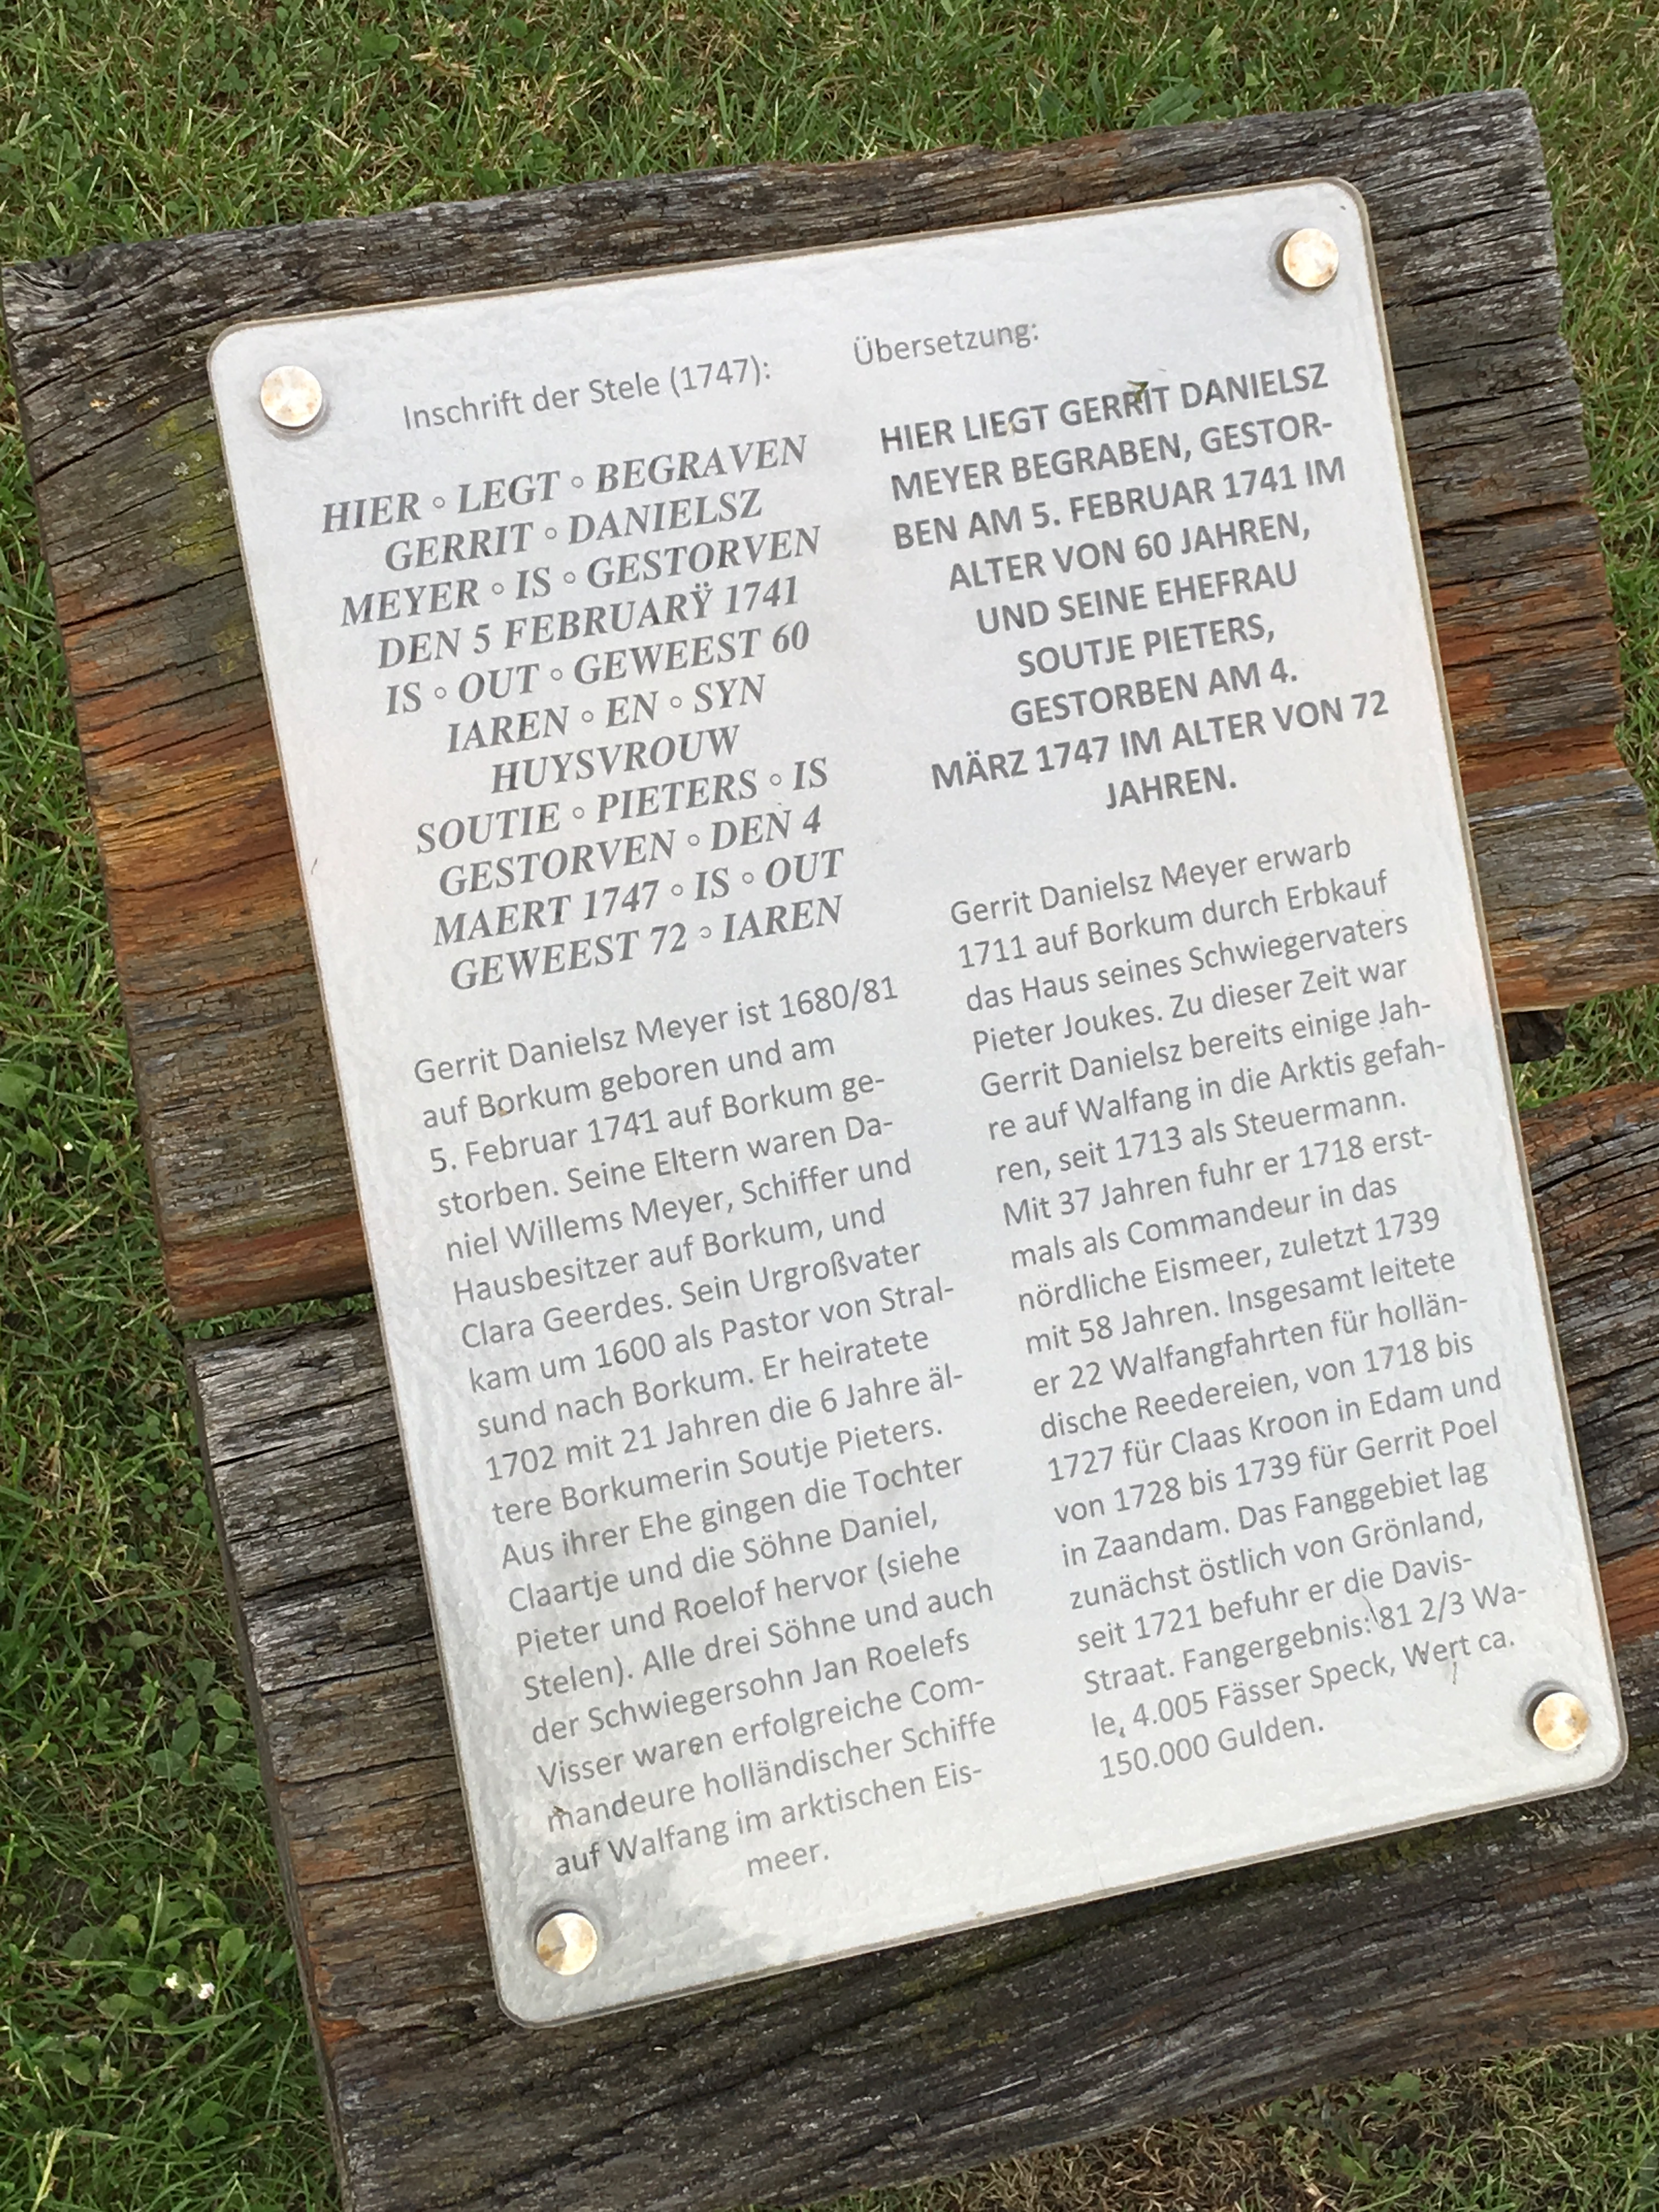 Inschrift der Stele (1747):
HIER ◦ LEGT ◦ BEGRAVEN
GERRIT ◦ DANIELSZ
MEYER ◦ IS ◦ GESTORVEN
DEN 5 FEBRUARŸ 1741
IS ◦ OUT ◦ GEWEEST 60
IAREN ◦ EN ◦ SYN
HUYSVROUW
SOUTIE ◦ PIETERS ◦ IS
GESTORVEN ◦ DEN 4
MAERT 1747 ◦ IS ◦ OUT
GEWEEST 72 ◦ IAREN
Gerrit Danielsz Meyer ist 1680/81
auf Borkum geboren und am
5. Februar 1741 auf Borkum ge-
storben. Seine Eltern waren Da-
niel Willems Meyer, Schiffer und
Hausbesitzer auf Borkum, und
Clara Geerdes. Sein Urgroßvater
kam um 1600 als Pastor von Stral-
sund nach Borkum. Er heiratete
1702 mit 21 Jahren die 6 Jahre äl-
tere Borkumerin Soutje Pieters.
Aus ihrer Ehe gingen die Tochter
Claartje und die Söhne Daniel,
Pieter und Roelof hervor (siehe
Stelen). Alle drei Söhne und auch
der Schwiegersohn Jan Roelefs
Visser waren erfolgreiche Com-
mandeure holländischer Schiffe
auf Walfang im arktischen Eis-
meer.
Übersetzung:
HIER LIEGT GERRIT DANIELSZ
MEYER BEGRABEN, GESTOR-
BEN AM 5. FEBRUAR 1741 IM
ALTER VON 60 JAHREN,
UND SEINE EHEFRAU
SOUTJE PIETERS,
GESTORBEN AM 4.
MÄRZ 1747 IM ALTER VON 72
JAHREN.
Gerrit Danielsz Meyer erwarb
1711 auf Borkum durch Erbkauf
das Haus seines Schwiegervaters
Pieter Joukes. Zu dieser Zeit war
Gerrit Danielsz bereits einige Jah-
re auf Walfang in die Arktis gefah-
ren, seit 1713 als Steuermann.
Mit 37 Jahren fuhr er 1718 erst-
mals als Commandeur in das
nördliche Eismeer, zuletzt 1739
mit 58 Jahren. Insgesamt leitete
er 22 Walfangfahrten für hollän-
dische Reedereien, von 1718 bis
1727 für Claas Kroon in Edam und
von 1728 bis 1739 für Gerrit Poel
in Zaandam. Das Fanggebiet lag
zunächst östlich von Grönland,
seit 1721 befuhr er die Davis-
Straat. Fangergebnis: 81 2/3 Wa-
le, 4.005 Fässer Speck, Wert ca.
150.000 Gulden.